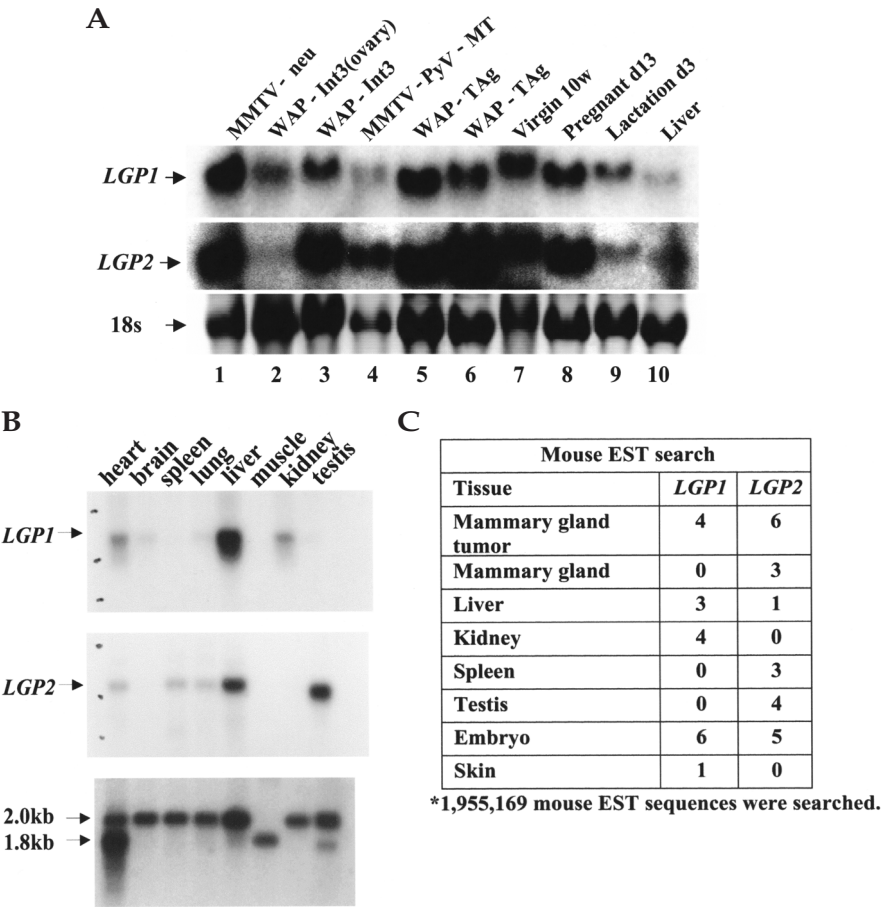 A
MMTV - neu
WAP - Int3(ovary)
WAP - Int3
MMTV - PyV - MT
WAP - TAg
WAP - TAg
Virgin 10w
Pregnant d13
Lactation d3
Liver
LGP1
LGP2
18s
1 2 3 4 5 6 7 8 9 10
B
heart
brain
spleen
lung
liver
muscle
kidney
testis
LGP1
LGP2
2.0kb
1.8kb
C
Mouse EST search
Tissue LGP1 LGP2
Mammary gland 4 6
tumor
Mammary gland 0 3
Liver 3 1
Kidney 4 0
Spleen 0 3
Testis 0 4
Embryo 6 5
Skin 1 0
*1,955,169 mouse EST sequences were searched.